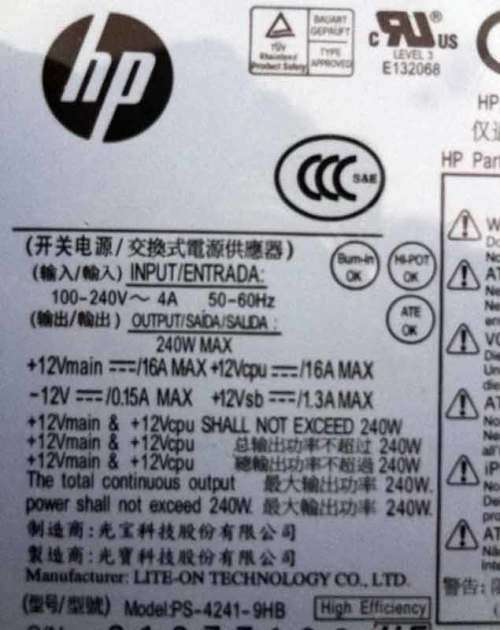 hp
TÜV
Rheinland
Product Safety
BAUART
GEPRÜFT
TYPE
APPROVED
c RU® US
LEVEL 3
E132068
HP
HP Par
CCC S&E
(开关电源/交換式電源供應器)
(输入/輸入) INPUT/ENTRADA:
100-240V～ 4A 50-60Hz
(输出/輸出) OUTPUT/SAÍDA/SALIDA:
240W MAX
Burn-in
OK
HI-POT
OK
ATE
OK
+12Vmain ⎓/16A MAX +12Vcpu ⎓/16A MAX
-12V ⎓/0.15A MAX +12Vsb ⎓/1.3A MAX
+12Vmain & +12Vcpu SHALL NOT EXCEED 240W
+12Vmain & +12Vcpu 总输出功率不超过 240W
+12Vmain & +12Vcpu 總輸出功率不超過 240W
The total continuous output 最大输出功率 240W.
power shall not exceed 240W. 最大輸出功率 240W
制造商:光宝科技股份有限公司
製造商:光寶科技股份有限公司
Manufacturer: LITE-ON TECHNOLOGY CO., LTD.
(型号/型號) Model:PS-4241-9HB High Efficiency
警告: